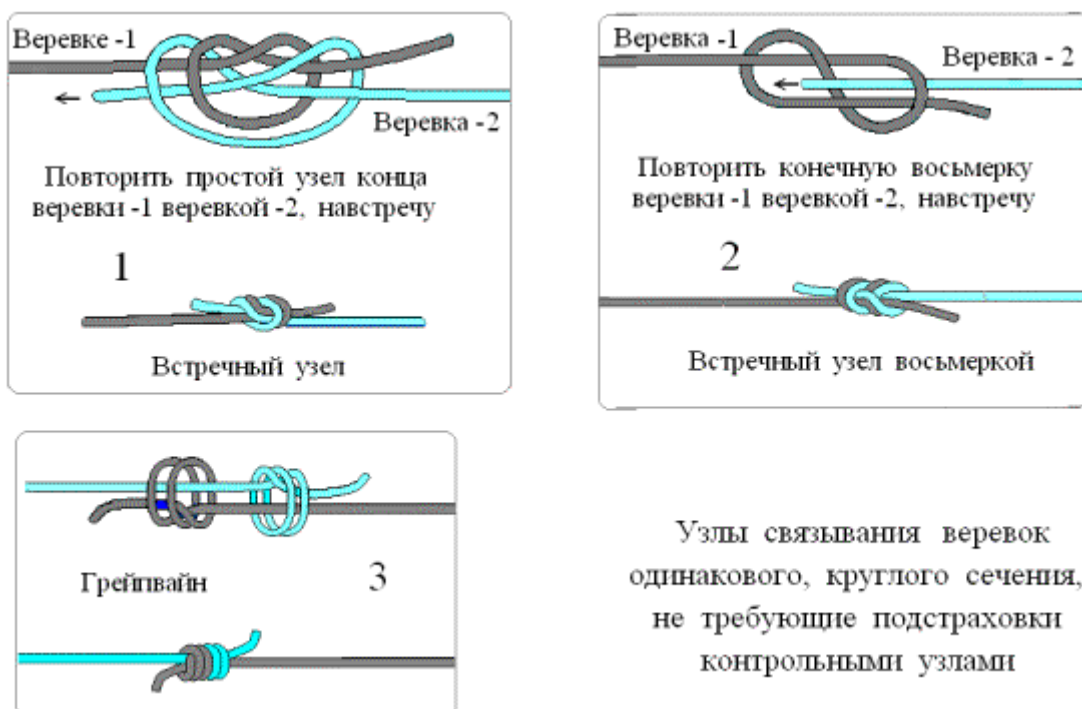 Веревке -1
Веревка -2
Повторить простой узел конца
веревки -1 веревкой -2, навстречу
1
Встречный узел
Веревка -1
Веревка - 2
Повторить конечную восьмерку
веревки -1 веревкой -2, навстречу
2
Встречный узел восьмеркой
Грейпвайн
3
Узлы связывания веревок
одинакового, круглого сечения,
не требующие подстраховки
контрольными узлами